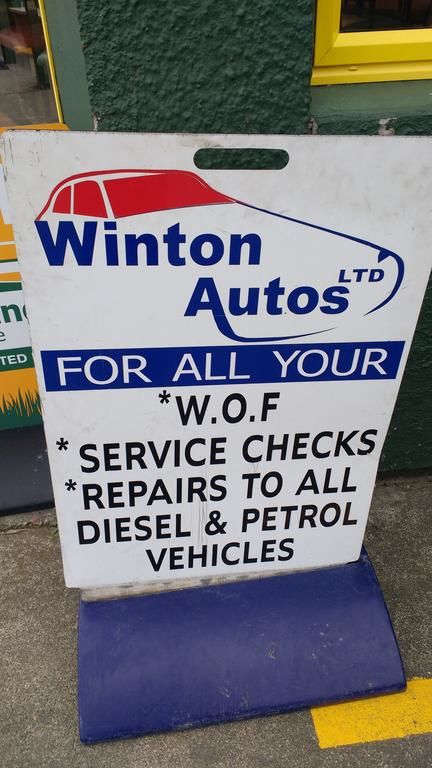 Winton
Autos LTD
FOR ALL YOUR
*W.O.F
* SERVICE CHECKS
*REPAIRS TO ALL
DIESEL & PETROL
VEHICLES